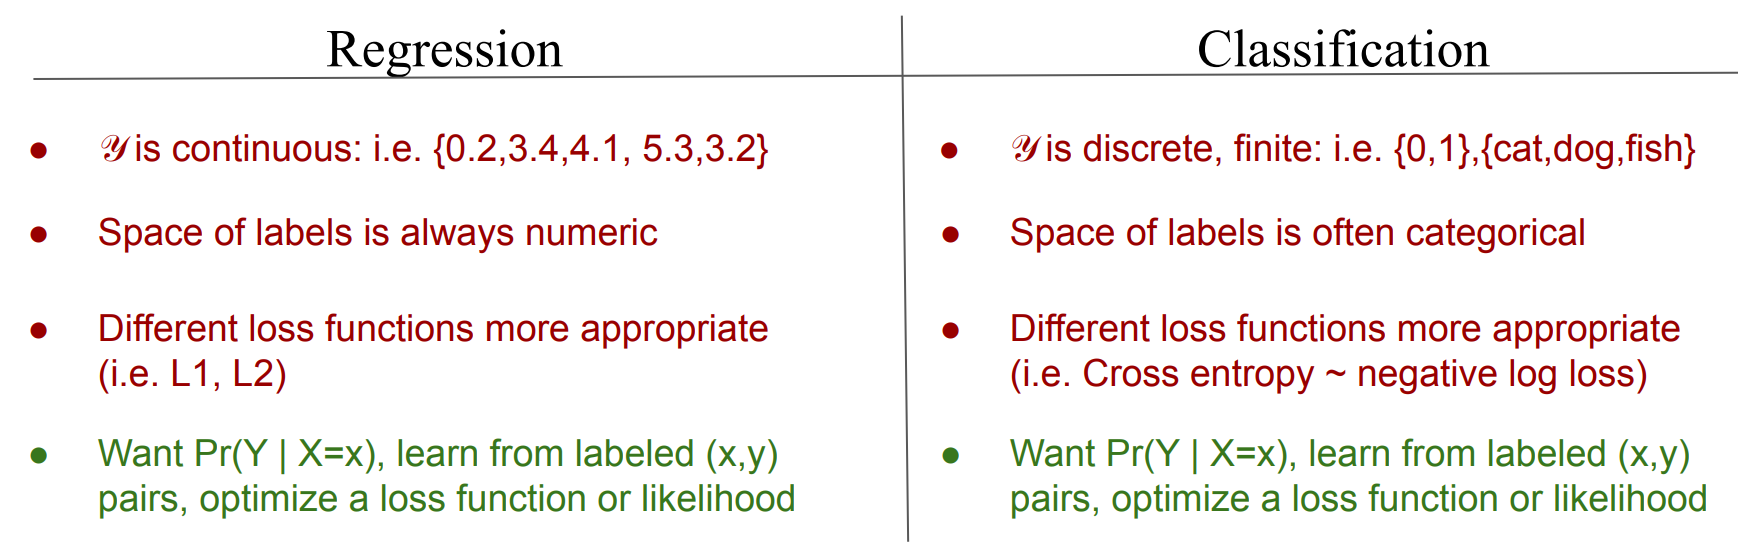 Regression
● 𝒴 is continuous: i.e. {0.2,3.4,4.1, 5.3,3.2}
● Space of labels is always numeric
● Different loss functions more appropriate
(i.e. L1, L2)
● Want Pr(Y | X=x), learn from labeled (x,y)
pairs, optimize a loss function or likelihood
Classification
● 𝒴 is discrete, finite: i.e. {0,1},{cat,dog,fish}
● Space of labels is often categorical
● Different loss functions more appropriate
(i.e. Cross entropy ~ negative log loss)
● Want Pr(Y | X=x), learn from labeled (x,y)
pairs, optimize a loss function or likelihood